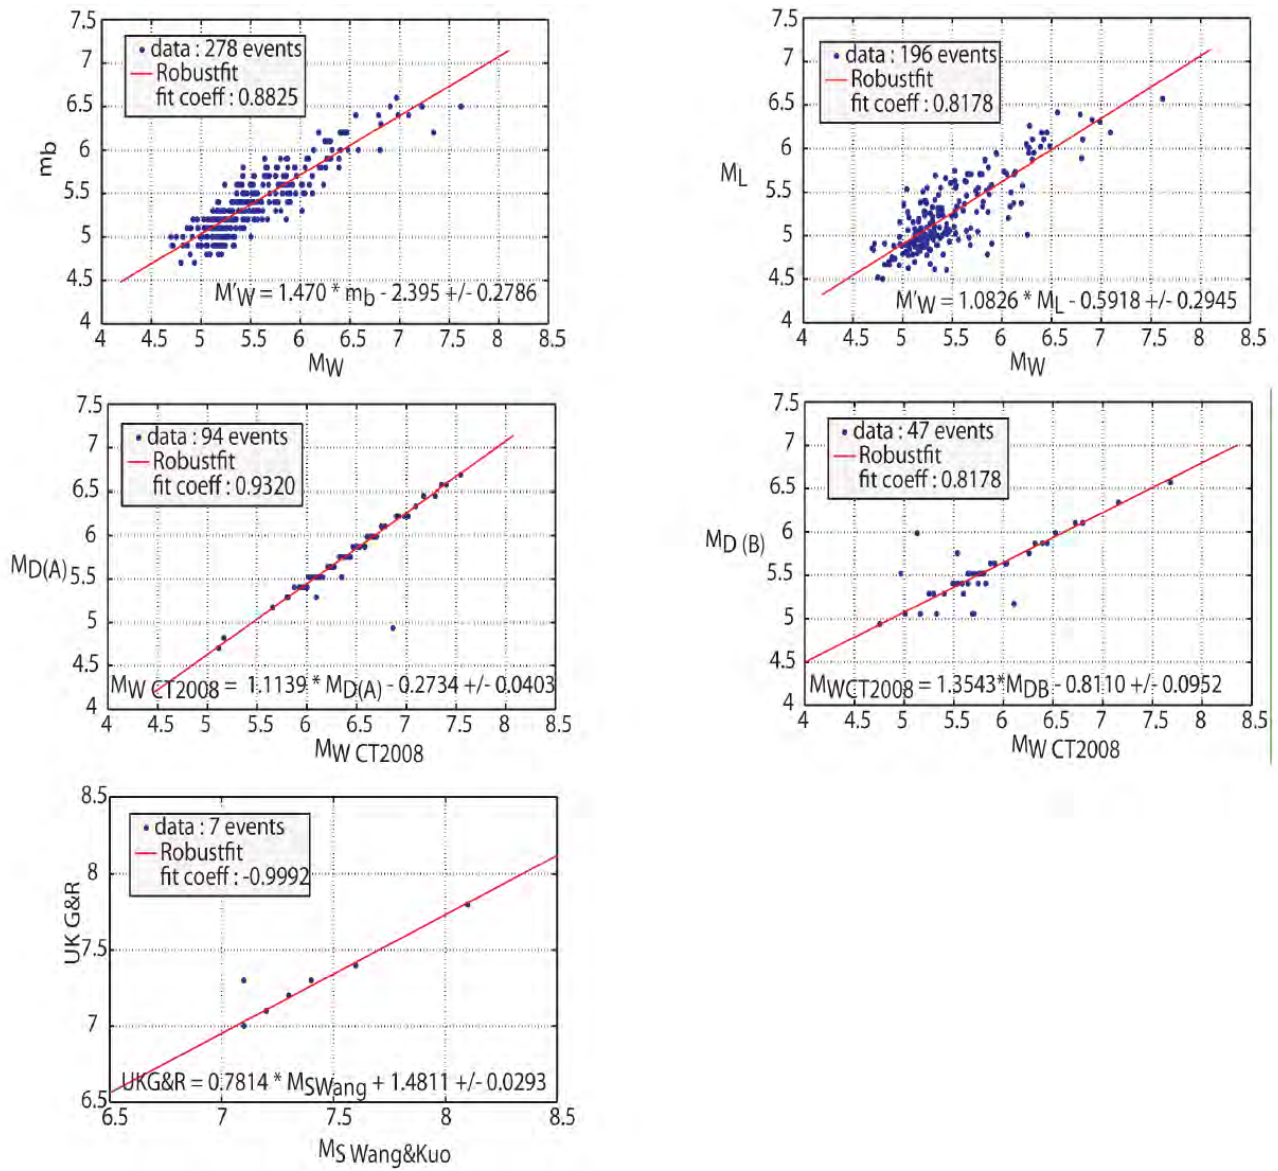 7.5
7
6.5
6
5.5
5
4.5
4
mb
data : 278 events
Robustfit
fit coeff : 0.8825
M'W = 1.470 * mb - 2.395 +/- 0.2786
4 4.5 5 5.5 6 6.5 7 7.5 8 8.5
MW
7.5
7
6.5
6
5.5
5
4.5
4
ML
data : 196 events
Robustfit
fit coeff : 0.8178
M'W = 1.0826 * ML - 0.5918 +/- 0.2945
4 4.5 5 5.5 6 6.5 7 7.5 8 8.5
MW
7.5
7
6.5
6
5.5
5
4.5
4
MD(A)
data : 94 events
Robustfit
fit coeff : 0.9320
MW CT2008 = 1.1139 * MD(A) - 0.2734 +/- 0.0403
4 4.5 5 5.5 6 6.5 7 7.5 8 8.5
MW CT2008
7.5
7
6.5
6
5.5
5
4.5
4
MD (B)
data : 47 events
Robustfit
fit coeff : 0.8178
MWCT2008 = 1.3543*MDB - 0.8110 +/- 0.0952
4 4.5 5 5.5 6 6.5 7 7.5 8 8.5
MW CT2008
8.5
8
7.5
7
6.5
UK G&R
data : 7 events
Robustfit
fit coeff : -0.9992
UKG&R = 0.7814 * MSWang + 1.4811 +/- 0.0293
6.5 7 7.5 8 8.5
MS Wang&Kuo